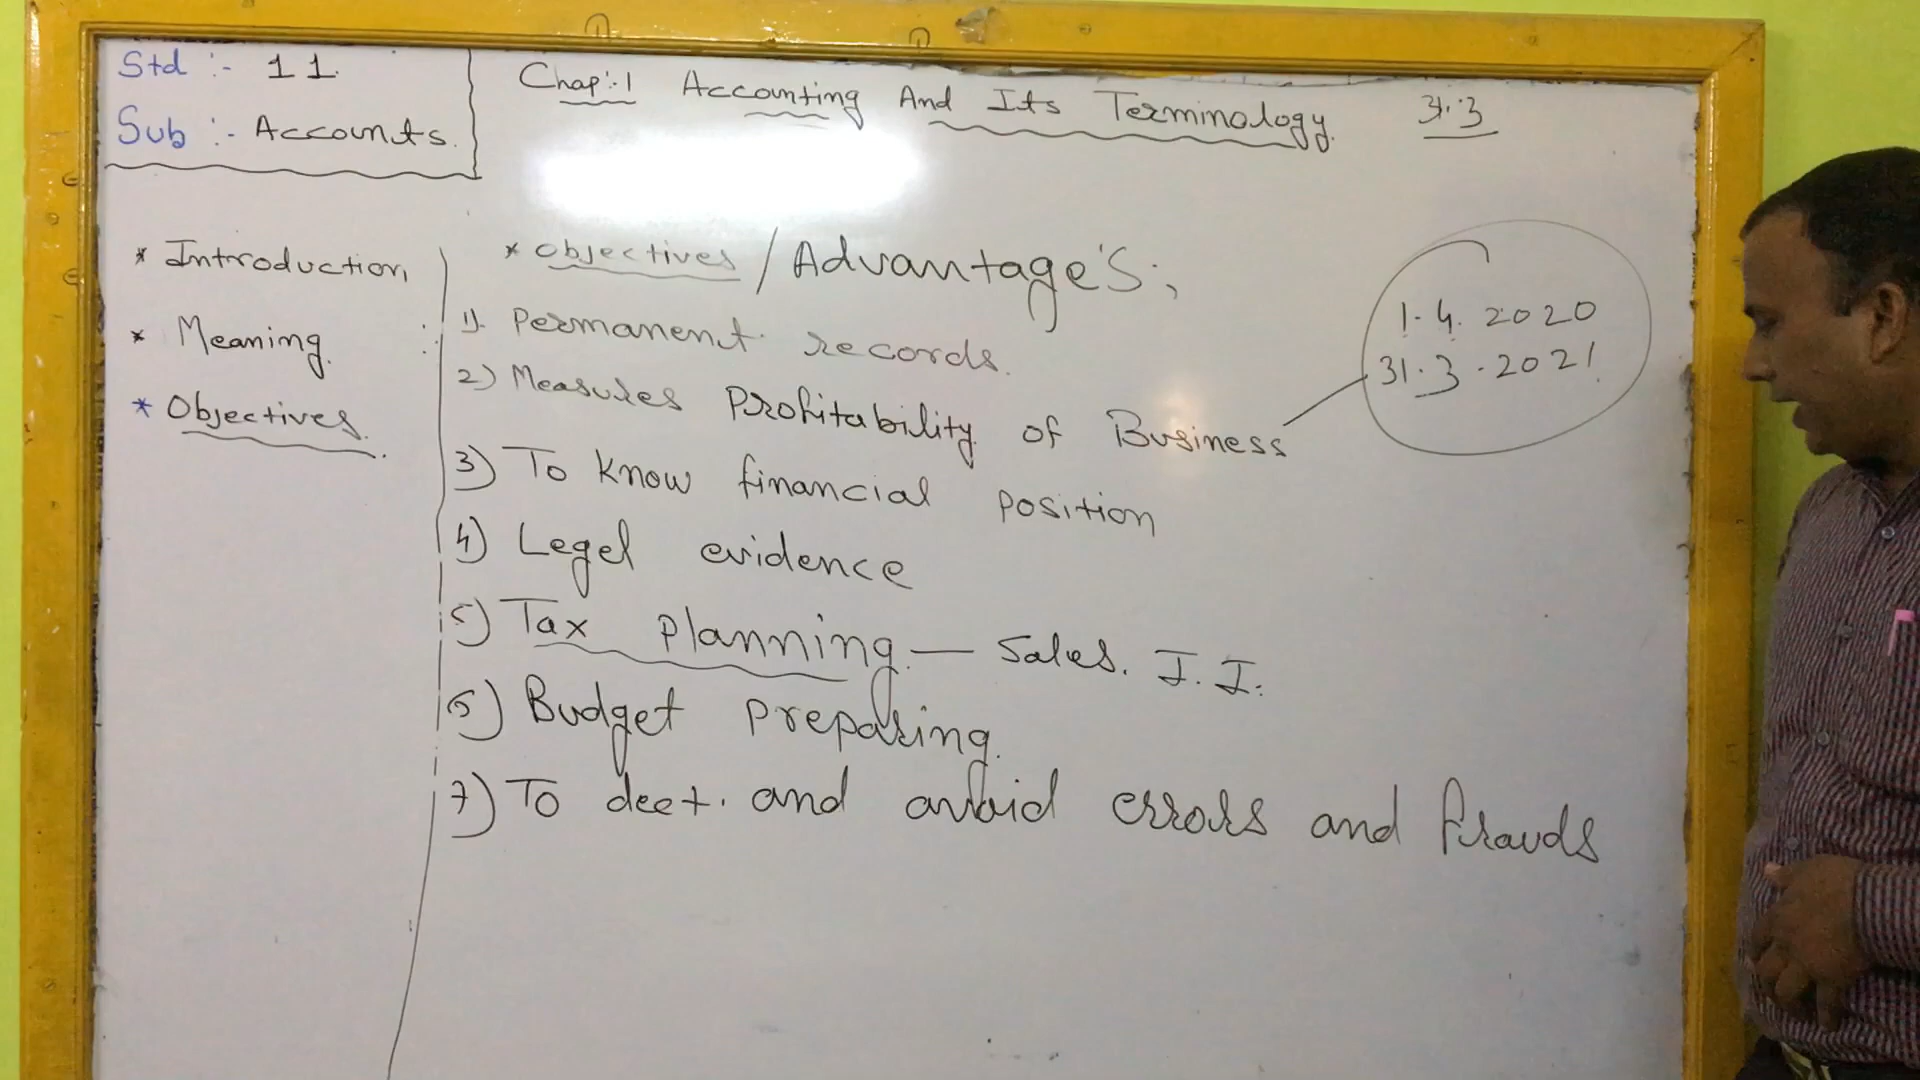 Std :- 11.
Sub :- Accounts.
Chap:-1 Accounting And Its Terminology. 31.3
* Introduction,
* Meaning.
* Objectives.
* Objectives / Advantage's;
1). Permanent records.
2) Measures Profitability of Business
1.4.2020
31.3.2021
3) To know financial position
4) Legel evidence
5) Tax planning — Sales. I.I.
6) Budget preparing.
7) To deet. and avoid errors and frauds